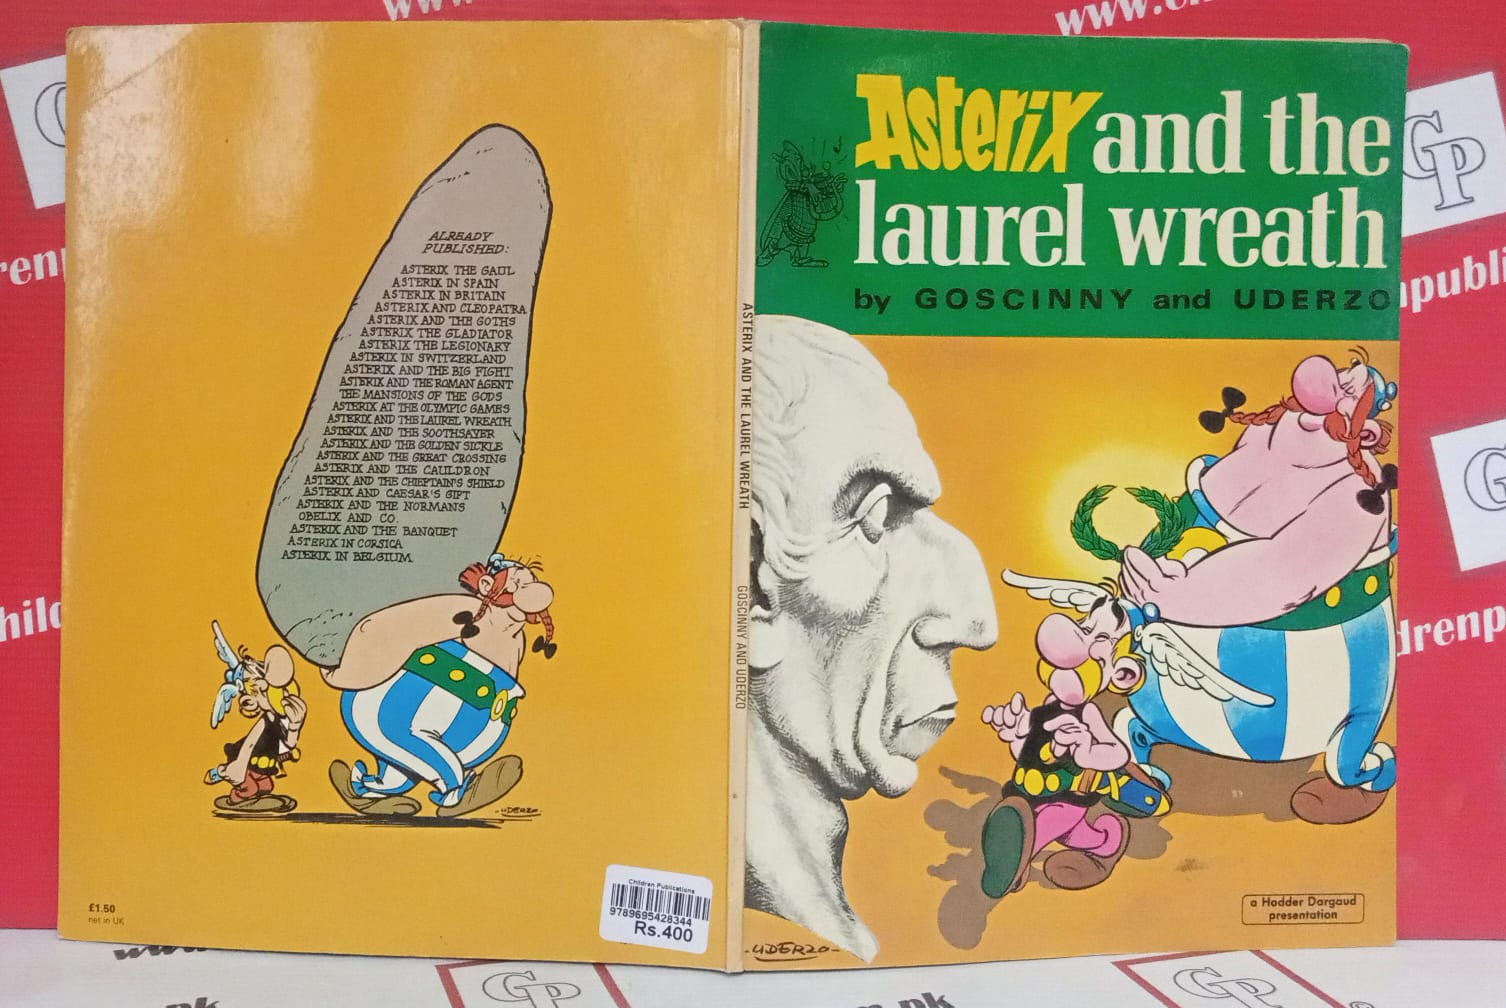 ALREADY
PUBLISHED:
ASTERIX THE GAUL
ASTERIX IN SPAIN
ASTERIX IN BRITAIN
ASTERIX AND CLEOPATRA
ASTERIX AND THE GOTHS
ASTERIX THE GLADIATOR
ASTERIX THE LEGIONARY
ASTERIX IN SWITZERLAND
ASTERIX AND THE BIG FIGHT
ASTERIX AND THE ROMAN AGENT
THE MANSIONS OF THE GODS
ASTERIX AT THE OLYMPIC GAMES
ASTERIX AND THE LAUREL WREATH
ASTERIX AND THE SOOTHSAYER
ASTERIX AND THE GOLDEN SICKLE
ASTERIX AND THE GREAT CROSSING
ASTERIX AND THE CAULDRON
ASTERIX AND THE CHIEFTAIN'S SHIELD
ASTERIX AND CAESAR'S GIFT
ASTERIX AND THE NORMANS
OBELIX AND CO.
ASTERIX AND THE BANQUET
ASTERIX IN CORSICA
ASTERIX IN BELGIUM
UDERZO
£1.50
net in UK
Children Publications
9789695428344
Rs.400
ASTERIX AND THE LAUREL WREATH GOSCINNY AND UDERZO
Asterix and the
laurel wreath
by GOSCINNY and UDERZO
UDERZO
a Hodder Dargaud
presentation
www.
GP
GP
GP
GP